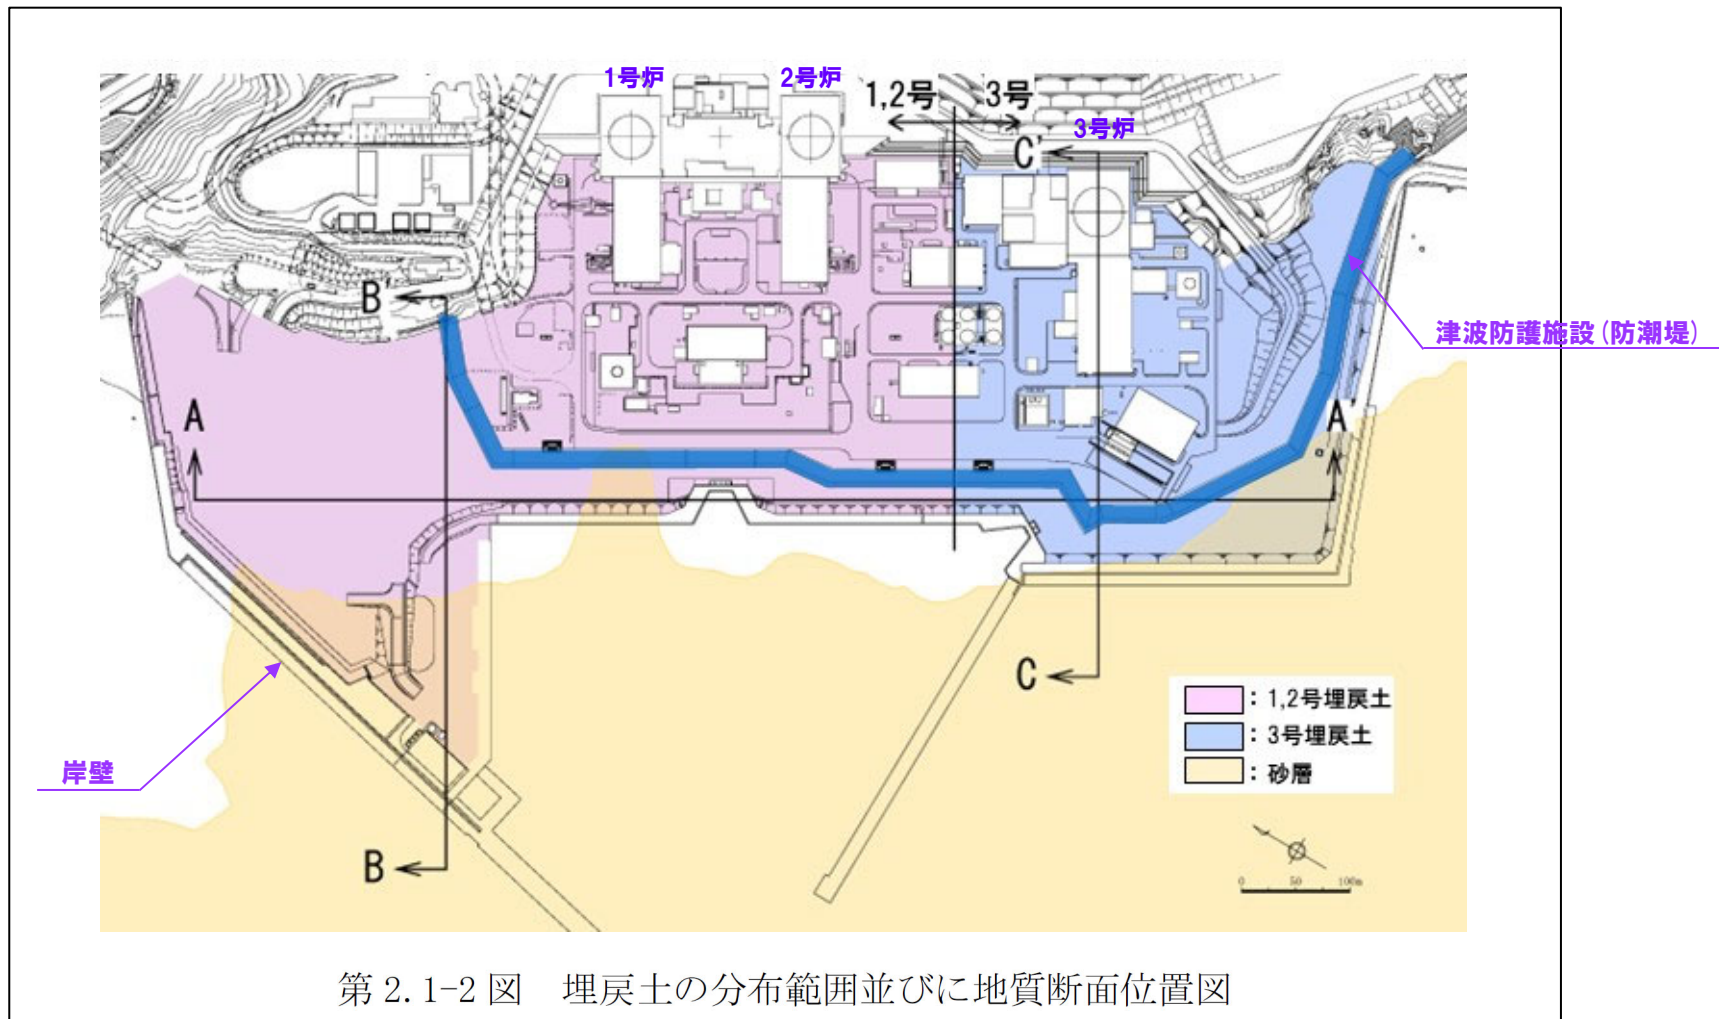 1号炉
2号炉
1,2号
3号
3号炉
C'
B'
津波防護施設(防潮堤)
A
A'
C
:1,2号埋戻土
:3号埋戻土
:砂層
岸壁
B
0 50 100m
第 2.1-2 図 埋戻土の分布範囲並びに地質断面位置図